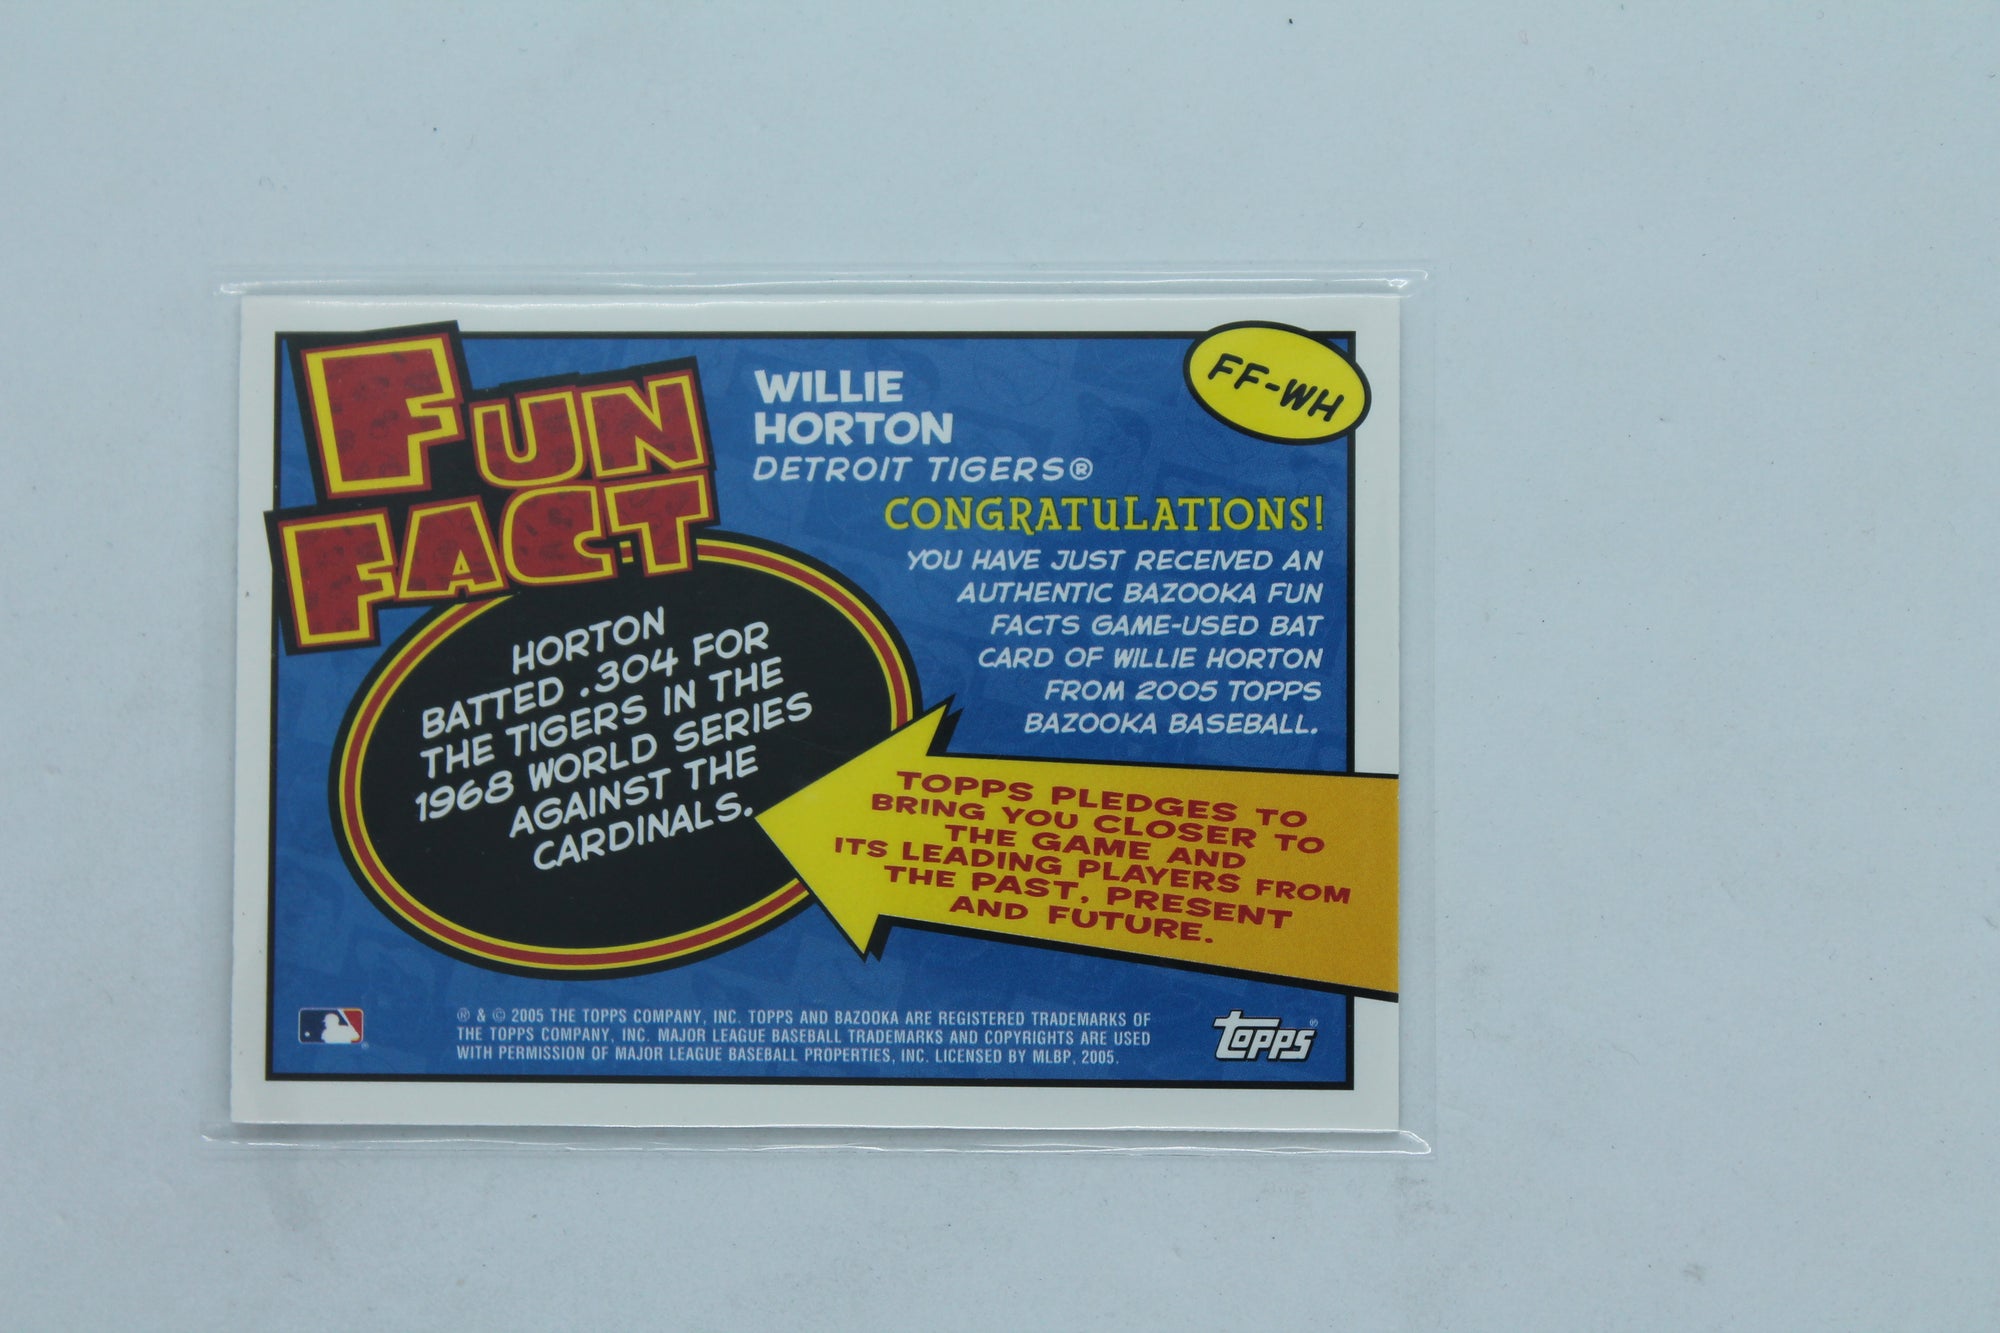 FUN
FACT
WILLIE
HORTON
DETROIT TIGERS®
FF-WH
CONGRATULATIONS!
YOU HAVE JUST RECEIVED AN
AUTHENTIC BAZOOKA FUN
FACTS GAME-USED BAT
CARD OF WILLIE HORTON
FROM 2005 TOPPS
BAZOOKA BASEBALL.
HORTON
BATTED .304 FOR
THE TIGERS IN THE
1968 WORLD SERIES
AGAINST THE
CARDINALS.
TOPPS PLEDGES TO
BRING YOU CLOSER TO
THE GAME AND
ITS LEADING PLAYERS FROM
THE PAST, PRESENT
AND FUTURE.
® & © 2005 THE TOPPS COMPANY, INC. TOPPS AND BAZOOKA ARE REGISTERED TRADEMARKS OF
THE TOPPS COMPANY, INC. MAJOR LEAGUE BASEBALL TRADEMARKS AND COPYRIGHTS ARE USED
WITH PERMISSION OF MAJOR LEAGUE BASEBALL PROPERTIES, INC. LICENSED BY MLBP, 2005.
topps®